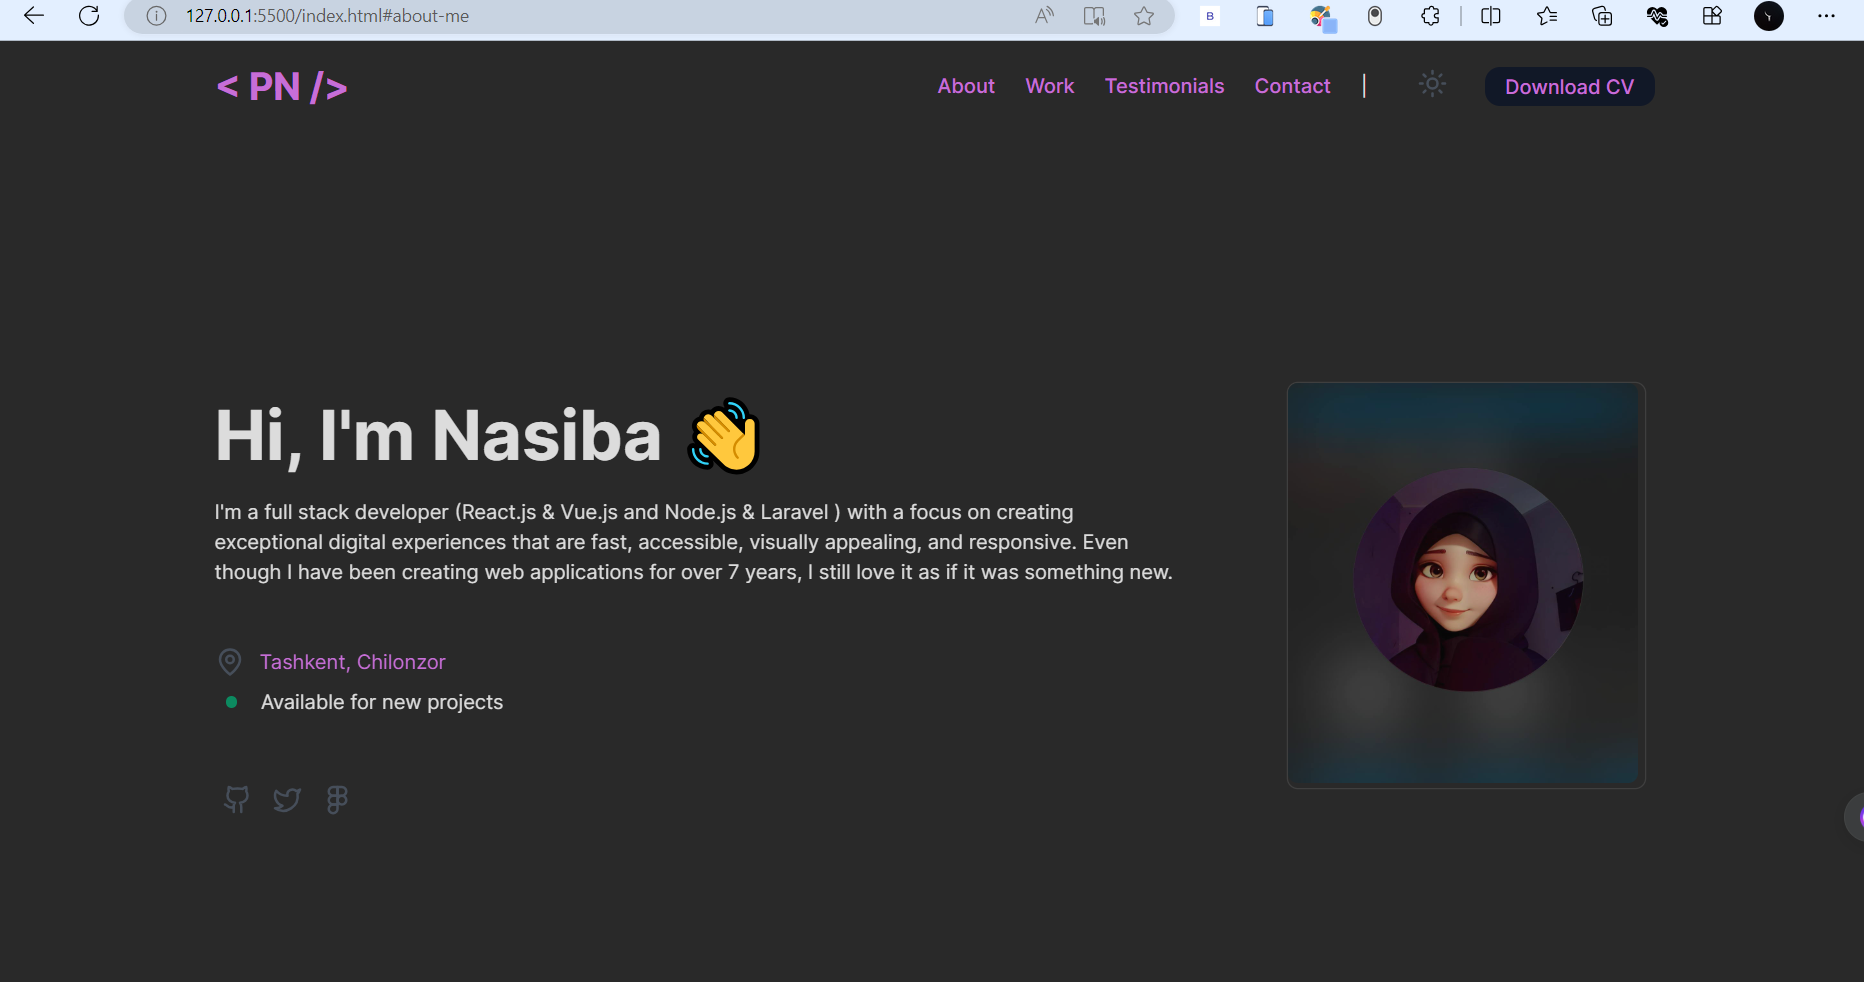 127.0.0.1:5500/index.html#about-me
B
< PN />
About Work Testimonials Contact | Download CV
Hi, I'm Nasiba 👋
I'm a full stack developer (React.js & Vue.js and Node.js & Laravel ) with a focus on creating
exceptional digital experiences that are fast, accessible, visually appealing, and responsive. Even
though I have been creating web applications for over 7 years, I still love it as if it was something new.
Tashkent, Chilonzor
Available for new projects